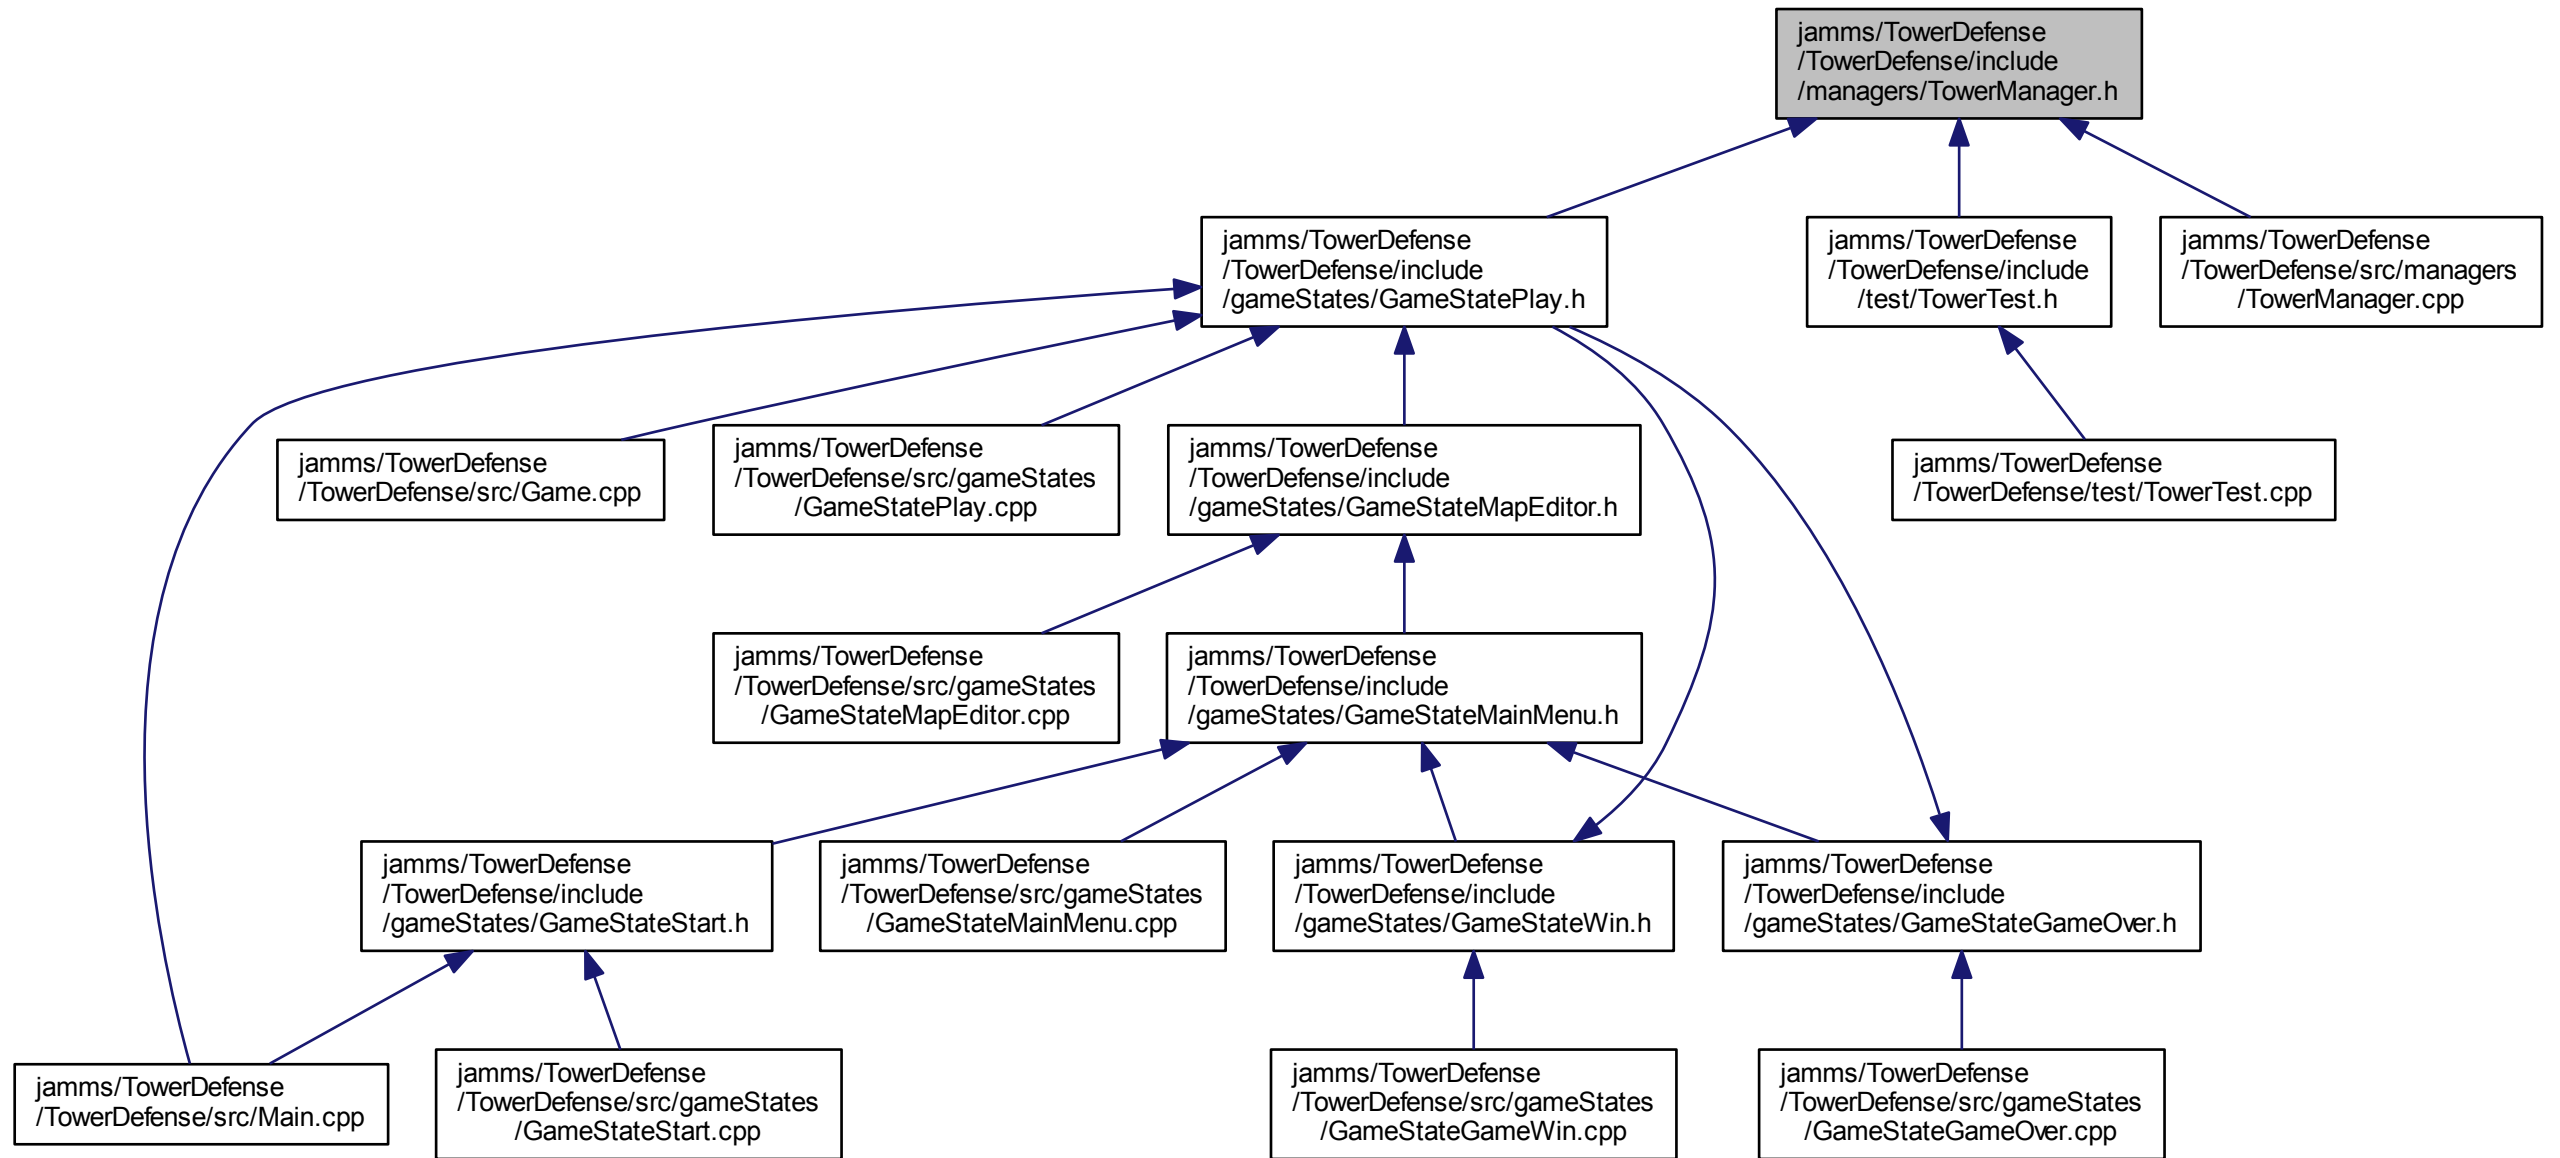 jamms/TowerDefense
/TowerDefense/include
/managers/TowerManager.h
jamms/TowerDefense
/TowerDefense/include
/gameStates/GameStatePlay.h
jamms/TowerDefense
/TowerDefense/include
/test/TowerTest.h
jamms/TowerDefense
/TowerDefense/src/managers
/TowerManager.cpp
jamms/TowerDefense
/TowerDefense/src/Game.cpp
jamms/TowerDefense
/TowerDefense/src/gameStates
/GameStatePlay.cpp
jamms/TowerDefense
/TowerDefense/include
/gameStates/GameStateMapEditor.h
jamms/TowerDefense
/TowerDefense/test/TowerTest.cpp
jamms/TowerDefense
/TowerDefense/src/gameStates
/GameStateMapEditor.cpp
jamms/TowerDefense
/TowerDefense/include
/gameStates/GameStateMainMenu.h
jamms/TowerDefense
/TowerDefense/include
/gameStates/GameStateStart.h
jamms/TowerDefense
/TowerDefense/src/gameStates
/GameStateMainMenu.cpp
jamms/TowerDefense
/TowerDefense/include
/gameStates/GameStateWin.h
jamms/TowerDefense
/TowerDefense/include
/gameStates/GameStateGameOver.h
jamms/TowerDefense
/TowerDefense/src/Main.cpp
jamms/TowerDefense
/TowerDefense/src/gameStates
/GameStateStart.cpp
jamms/TowerDefense
/TowerDefense/src/gameStates
/GameStateGameWin.cpp
jamms/TowerDefense
/TowerDefense/src/gameStates
/GameStateGameOver.cpp